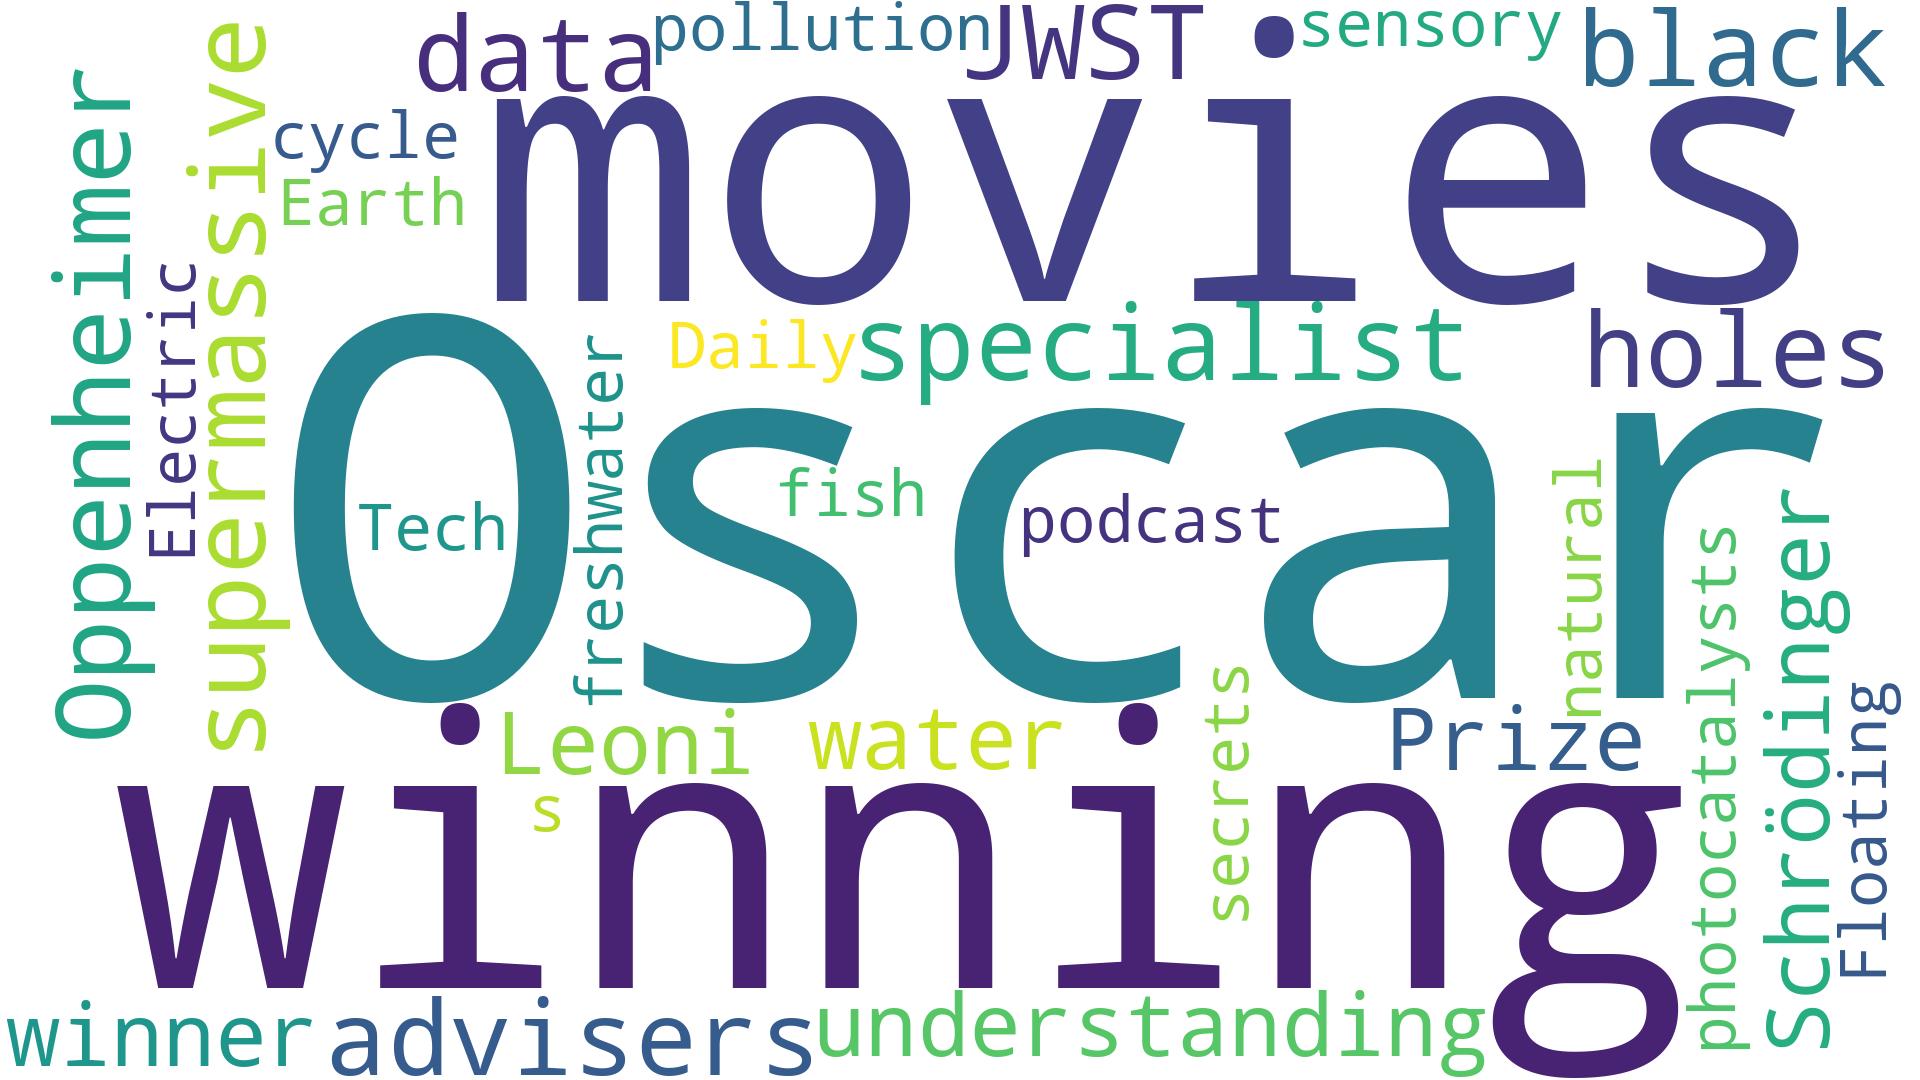 data
pollution
JWST
sensory
black
movies
cycle
Earth
Oppenheimer
Electric
supermassive
Daily
specialist
holes
Oscar
Tech
freshwater
fish
podcast
natural
photocatalysts
Schrödinger
Floating
Leoni
water
secrets
Prize
s
winning
winner
advisers
understanding